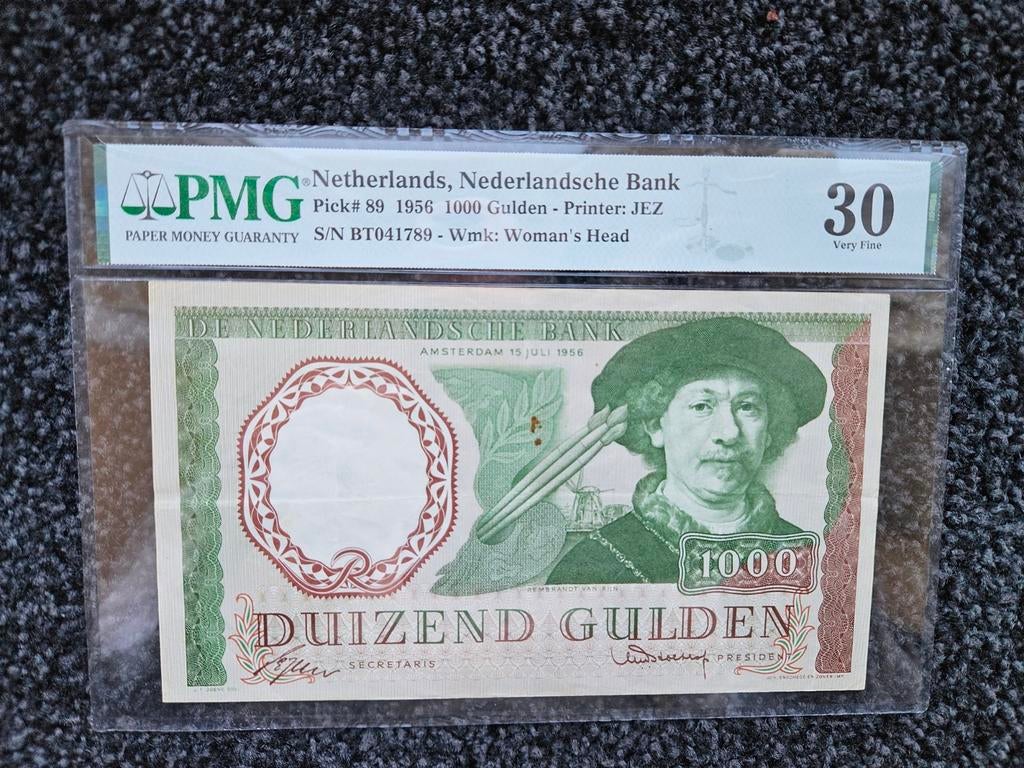 PMG®
PAPER MONEY GUARANTY
Netherlands, Nederlandsche Bank
Pick# 89 1956 1000 Gulden - Printer: JEZ
S/N BT041789 - Wmk: Woman's Head
30
Very Fine
DE NEDERLANDSCHE BANK
AMSTERDAM 15 JULI 1956
R
1000
REMBRANDT VAN RIJN
DUIZEND GULDEN
SECRETARIS
PRESIDENT